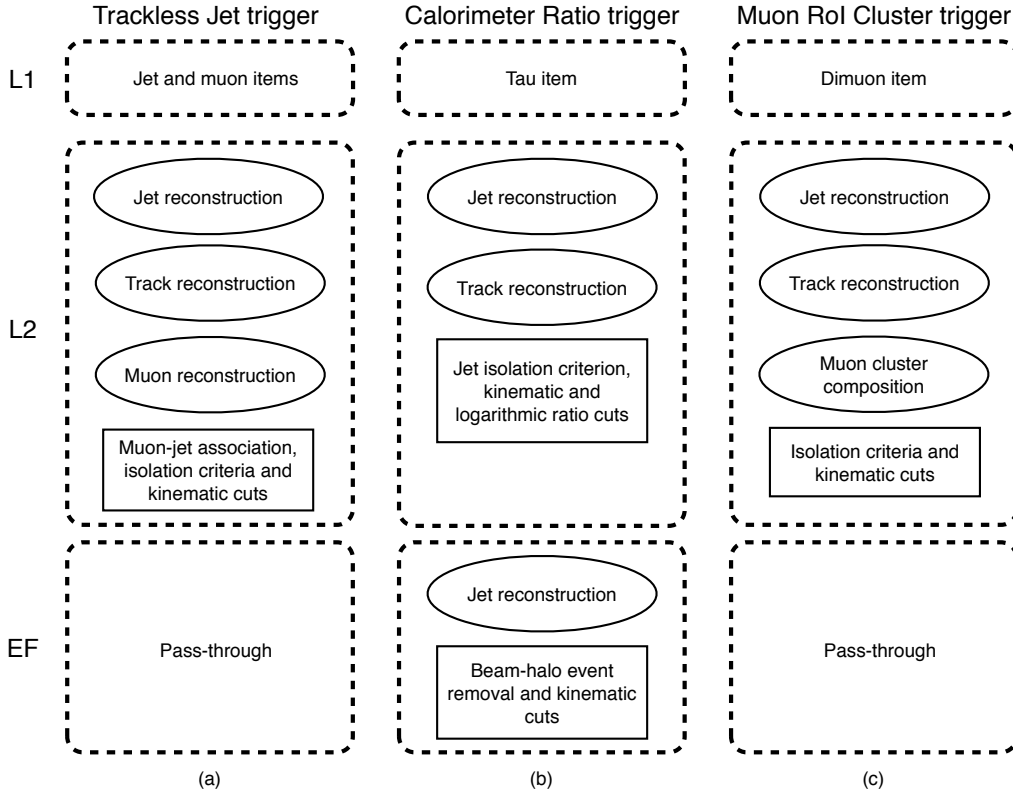 Trackless Jet trigger
Calorimeter Ratio trigger
Muon RoI Cluster trigger
L1
Jet and muon items
Tau item
Dimuon item
L2
Jet reconstruction
Track reconstruction
Muon reconstruction
Muon-jet association,
isolation criteria and
kinematic cuts
Jet reconstruction
Track reconstruction
Jet isolation criterion,
kinematic and
logarithmic ratio cuts
Jet reconstruction
Track reconstruction
Muon cluster
composition
Isolation criteria and
kinematic cuts
EF
Pass-through
Jet reconstruction
Beam-halo event
removal and kinematic
cuts
Pass-through
(a)
(b)
(c)